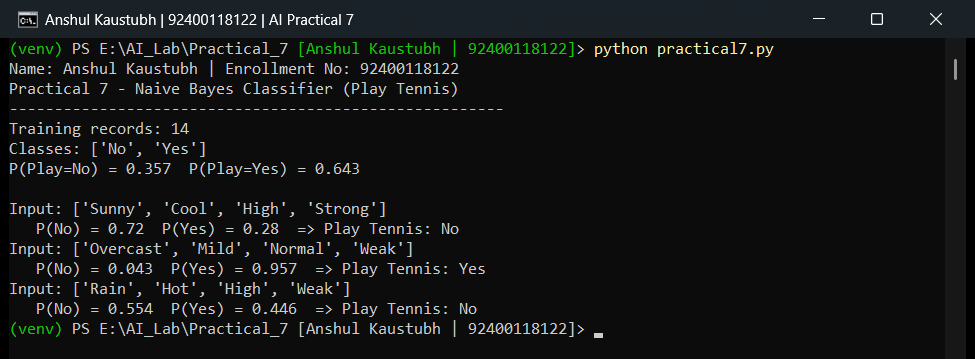 Anshul Kaustubh | 92400118122 | AI Practical 7
(venv) PS E:\AI_Lab\Practical_7 [Anshul Kaustubh | 92400118122]> python practical7.py
Name: Anshul Kaustubh | Enrollment No: 92400118122
Practical 7 - Naive Bayes Classifier (Play Tennis)
-------------------------------------------------------
Training records: 14
Classes: ['No', 'Yes']
P(Play=No) = 0.357  P(Play=Yes) = 0.643
Input: ['Sunny', 'Cool', 'High', 'Strong']
   P(No) = 0.72  P(Yes) = 0.28  => Play Tennis: No
Input: ['Overcast', 'Mild', 'Normal', 'Weak']
   P(No) = 0.043  P(Yes) = 0.957  => Play Tennis: Yes
Input: ['Rain', 'Hot', 'High', 'Weak']
   P(No) = 0.554  P(Yes) = 0.446  => Play Tennis: No
(venv) PS E:\AI_Lab\Practical_7 [Anshul Kaustubh | 92400118122]>